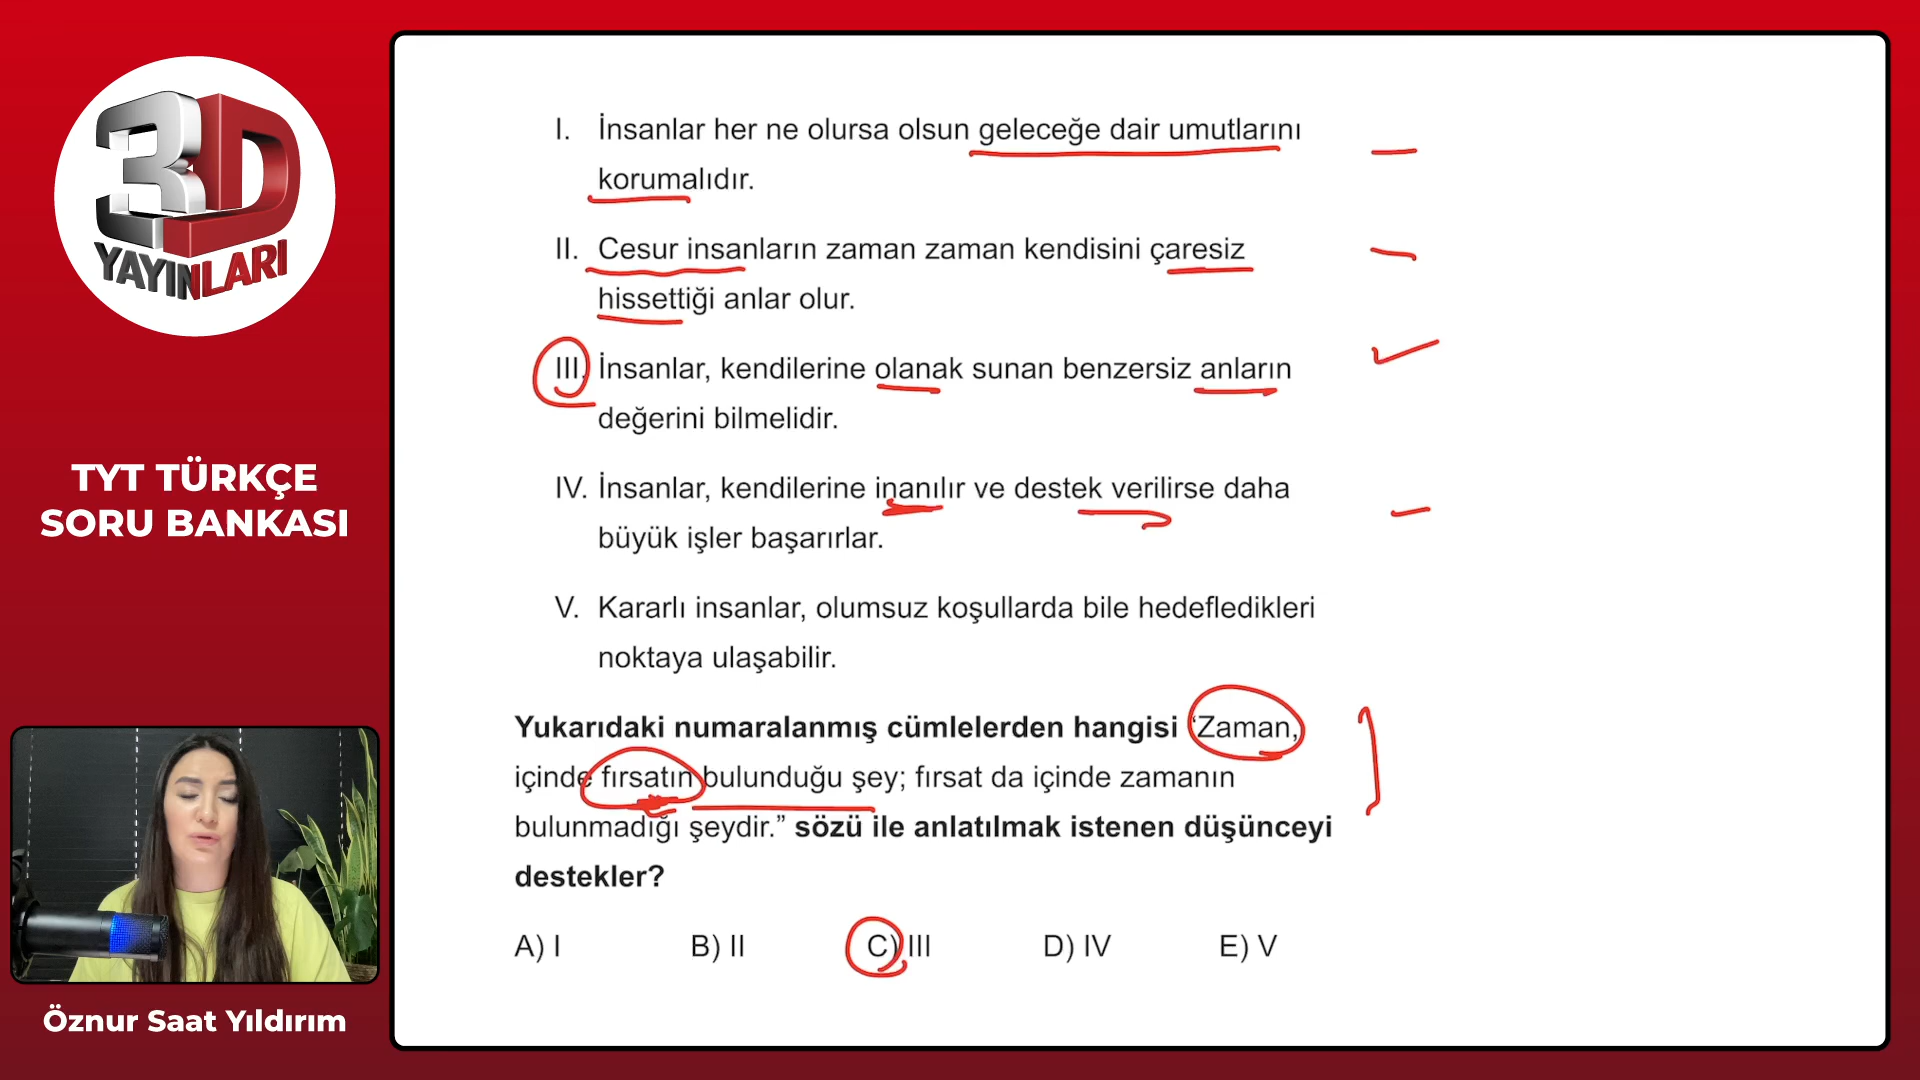 3D
YAYINLARI
TYT TÜRKÇE
SORU BANKASI
Öznur Saat Yıldırım
I. İnsanlar her ne olursa olsun geleceğe dair umutlarını
korumalıdır.
II. Cesur insanların zaman zaman kendisini çaresiz
hissettiği anlar olur.
III. İnsanlar, kendilerine olanak sunan benzersiz anların
değerini bilmelidir.
IV. İnsanlar, kendilerine inanılır ve destek verilirse daha
büyük işler başarırlar.
V. Kararlı insanlar, olumsuz koşullarda bile hedefledikleri
noktaya ulaşabilir.
Yukarıdaki numaralanmış cümlelerden hangisi “Zaman,
içinde fırsatın bulunduğu şey; fırsat da içinde zamanın
bulunmadığı şeydir.” sözü ile anlatılmak istenen düşünceyi
destekler?
A) I B) II C) III D) IV E) V